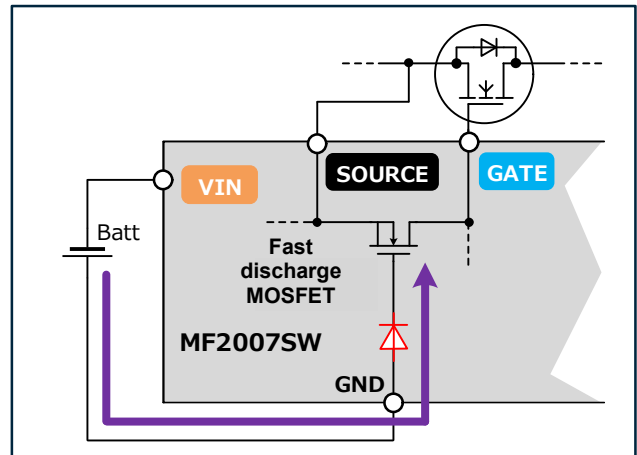 VIN
SOURCE
GATE
Batt
Fast
discharge
MOSFET
MF2007SW
GND